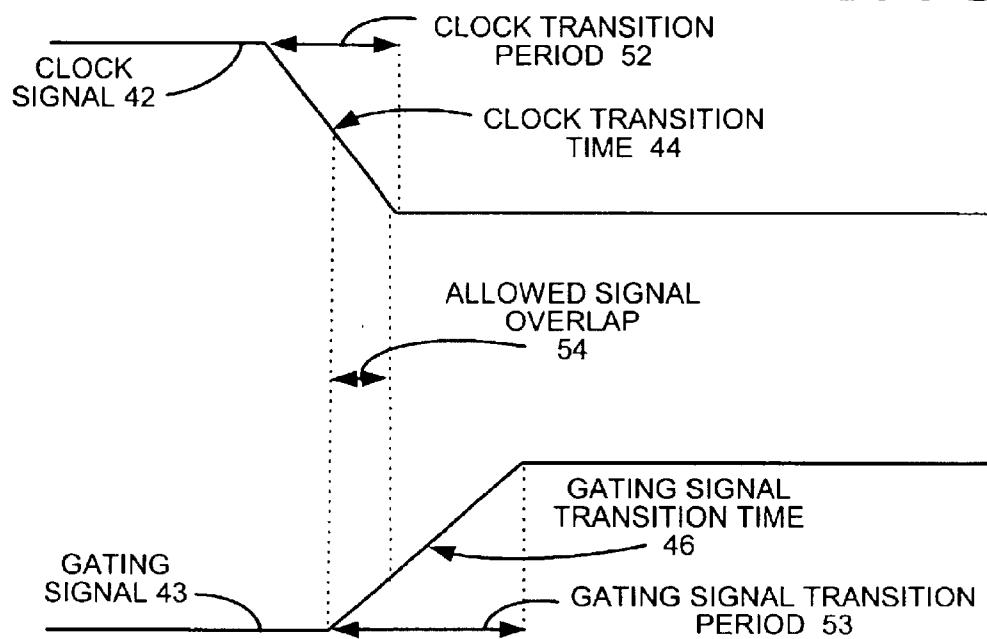 CLOCK TRANSITION
PERIOD 52
CLOCK
SIGNAL 42
CLOCK TRANSITION
TIME 44
ALLOWED SIGNAL
OVERLAP
54
GATING SIGNAL
TRANSITION TIME
46
GATING
SIGNAL 43
GATING SIGNAL TRANSITION
PERIOD 53